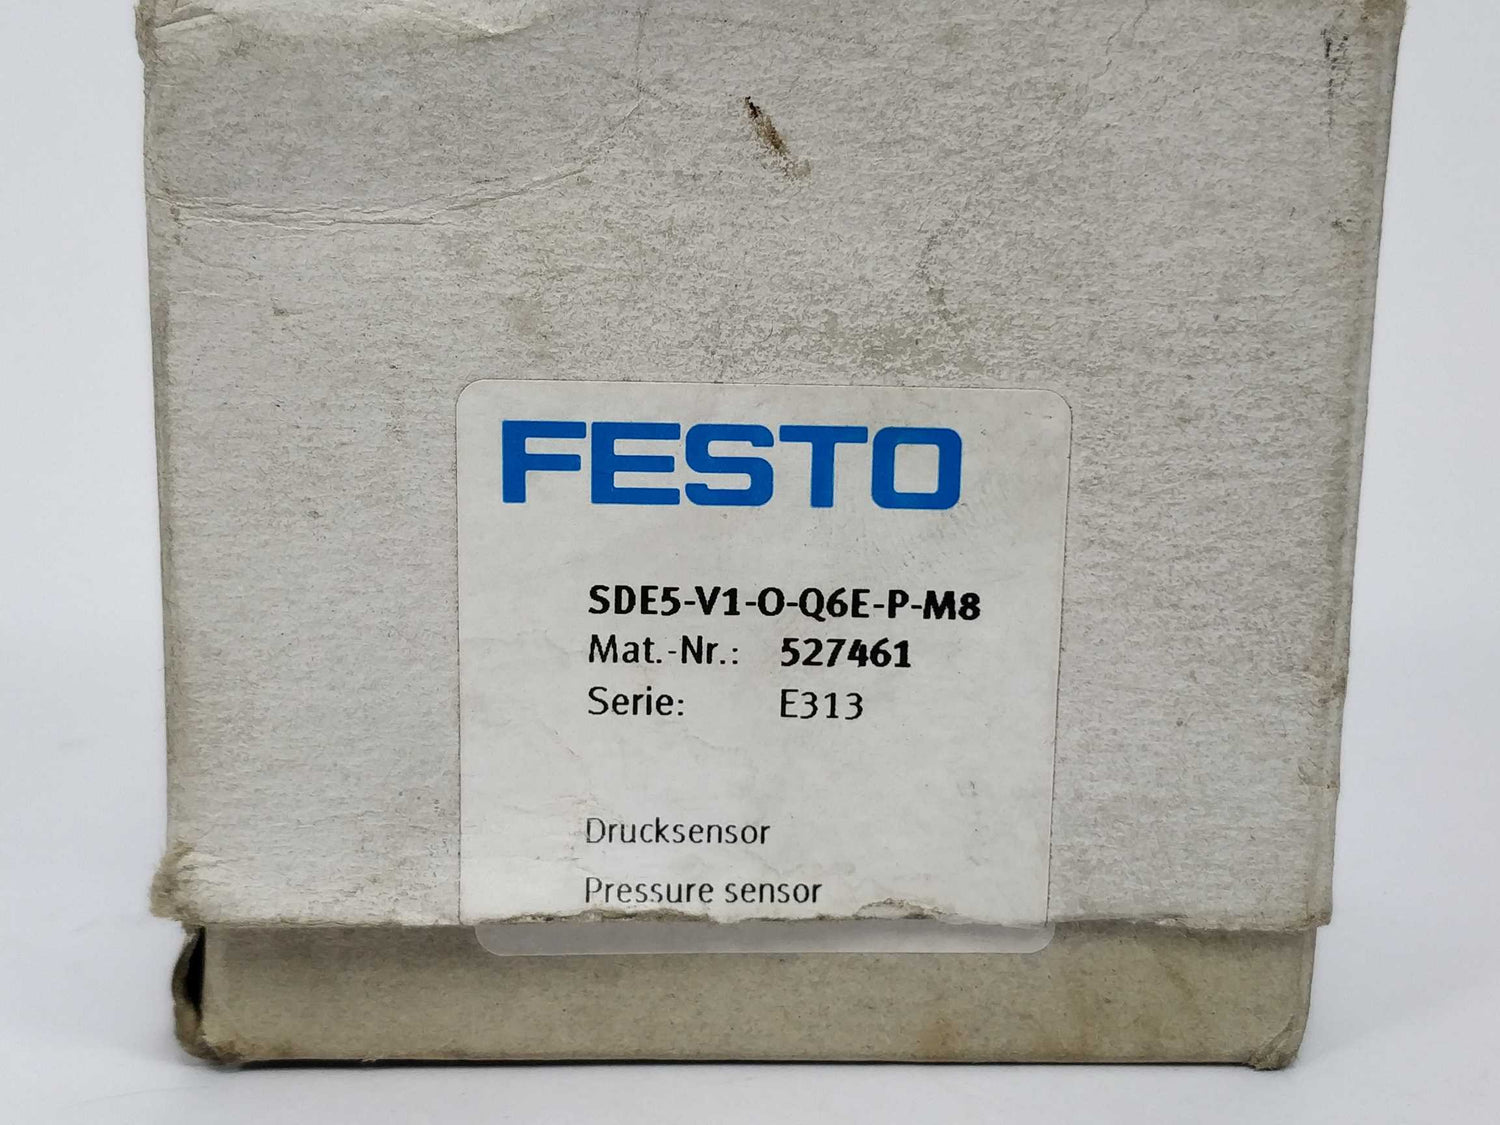 FESTO
SDE5-V1-O-Q6E-P-M8
Mat.-Nr.: 527461
Serie: E313
Drucksensor
Pressure sensor